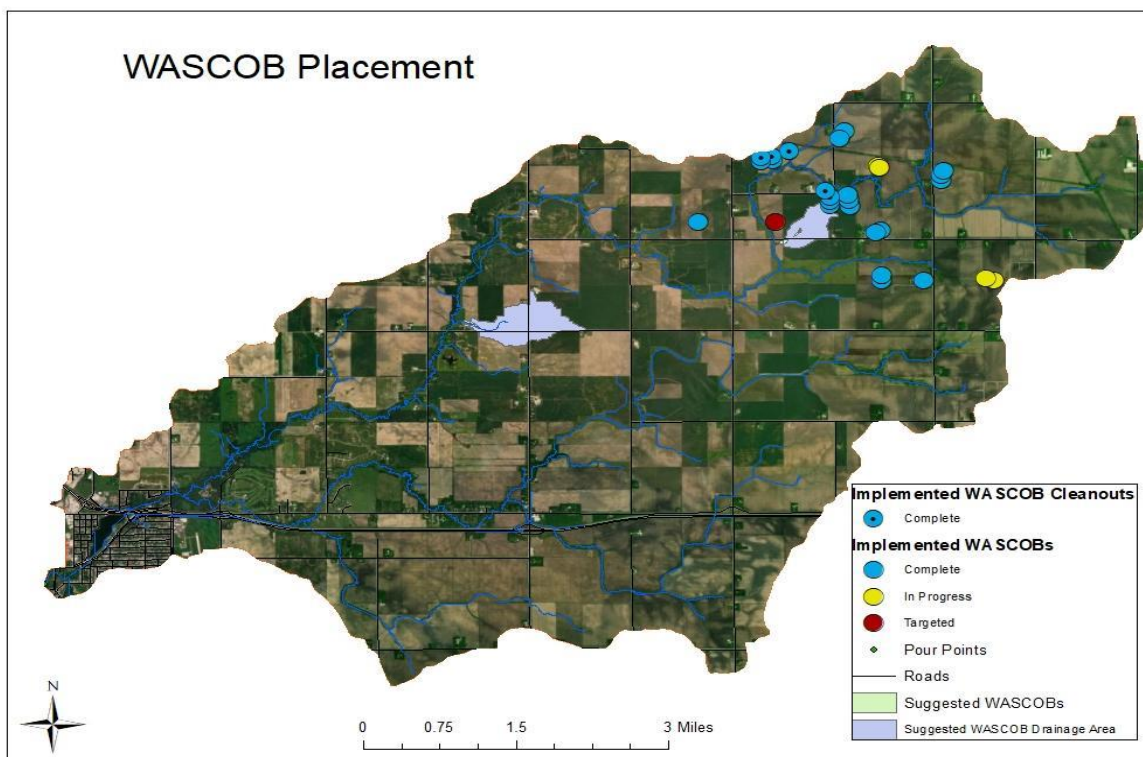 WASCOB Placement
Implemented WASCOB Cleanouts
Complete
Implemented WASCOBs
Complete
In Progress
Targeted
Pour Points
Roads
Suggested WASCOBs
Suggested WASCOB Drainage Area
N
0 0.75 1.5 3 Miles